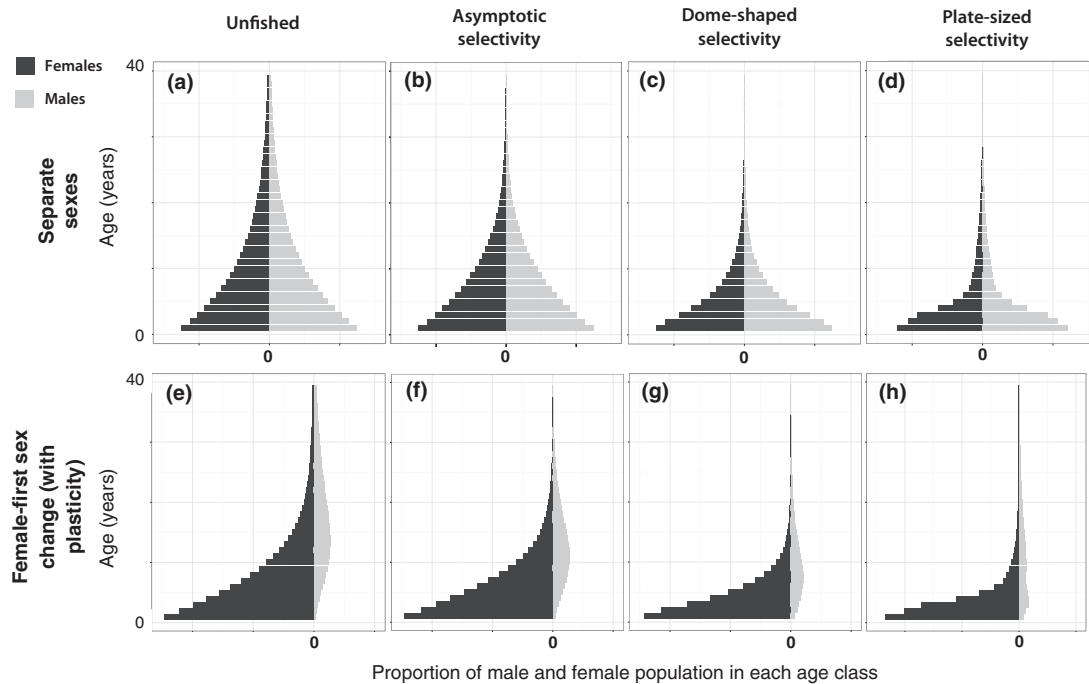 Unfished
Asymptotic
selectivity
Dome-shaped
selectivity
Plate-sized
selectivity
Females
Males
Separate
sexes
Age (years)
40
0
(a)
0
(b)
0
(c)
0
(d)
0
Female-first sex
change (with
plasticity)
Age (years)
40
0
(e)
0
(f)
0
(g)
0
(h)
0
Proportion of male and female population in each age class